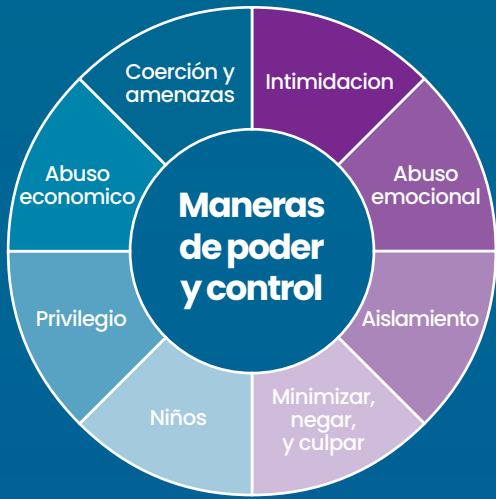 Coerción y
amenazas
Intimidacion
Abuso
emocional
Aislamiento
Minimizar,
negar,
y culpar
Niños
Privilegio
Abuso
economico
Maneras
de poder
y control